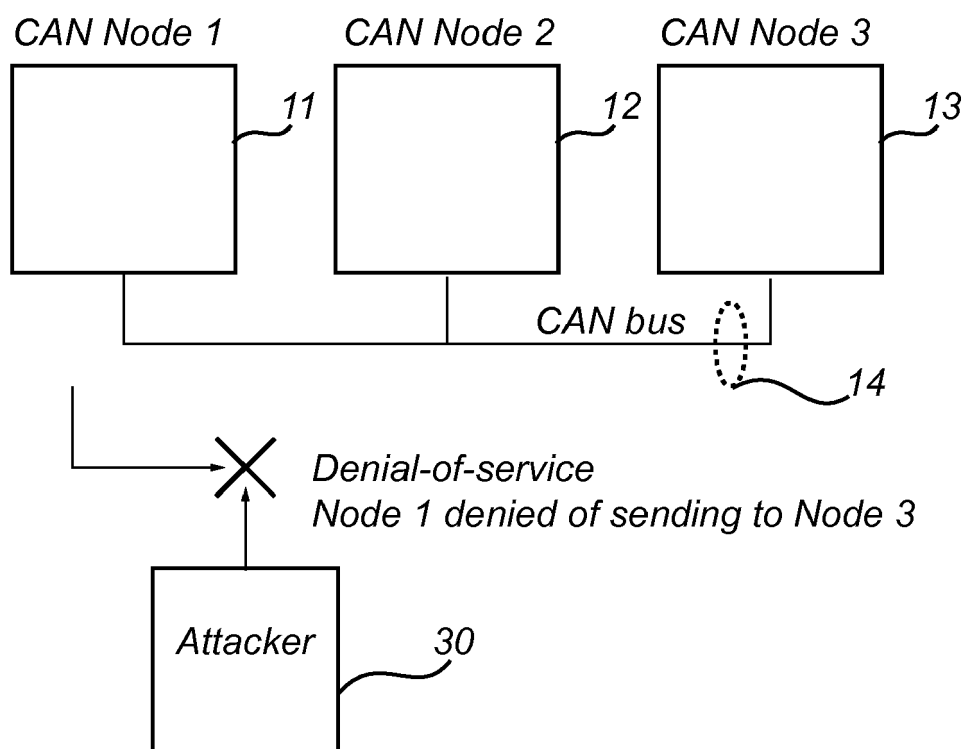 CAN Node 1 CAN Node 2 CAN Node 3
11 12 13
CAN bus
14
Denial-of-service
Node 1 denied of sending to Node 3
Attacker 30